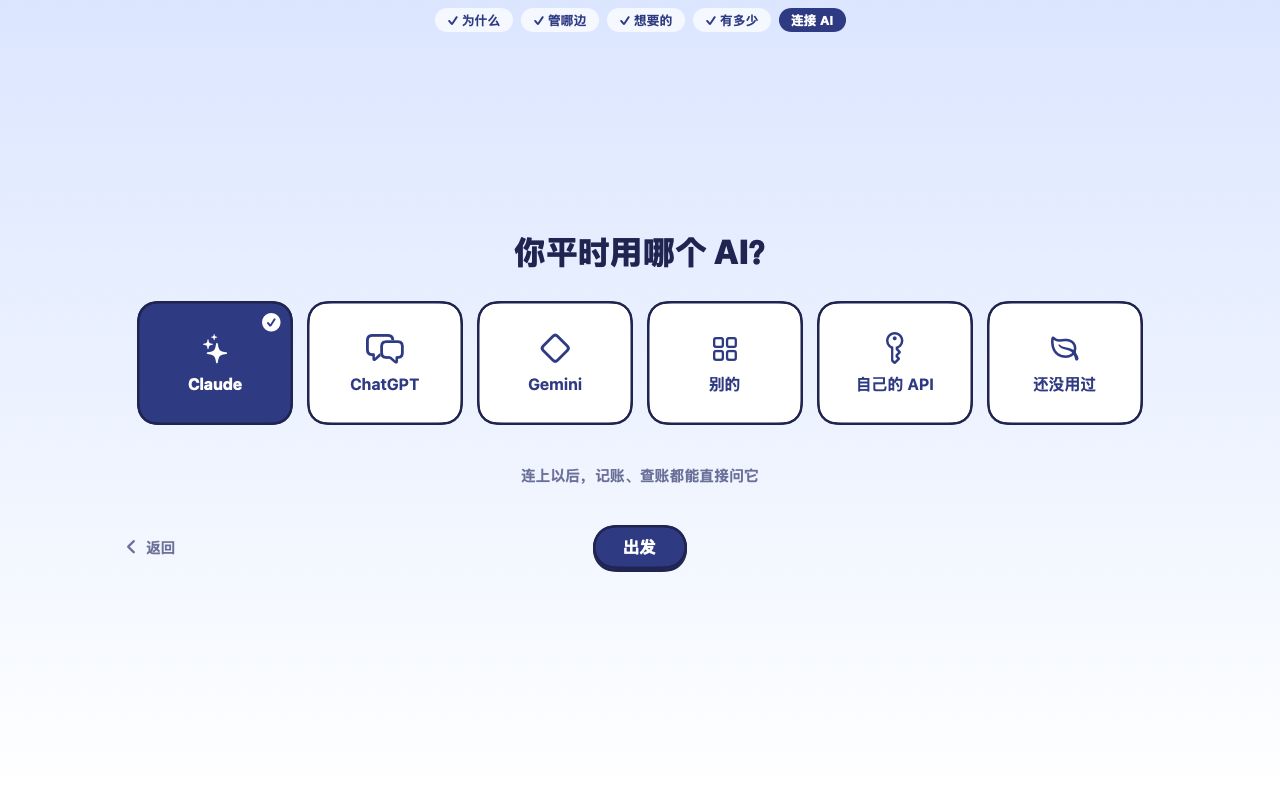 为什么
管哪边
想要的
有多少
连接 AI
你平时用哪个 AI?
Claude
ChatGPT
Gemini
别的
自己的 API
还没用过
连上以后，记账、查账都能直接问它
返回
出发